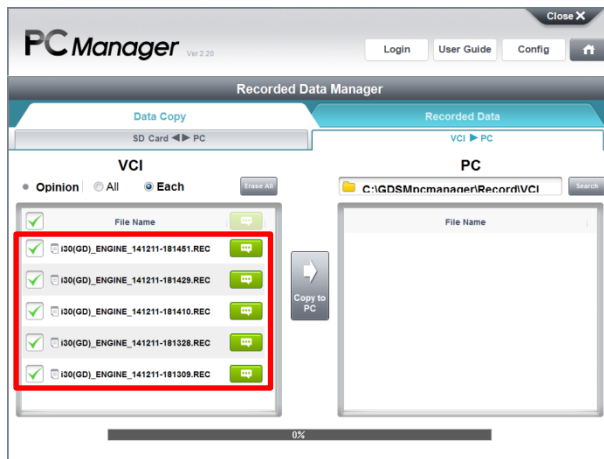 Close X
PC Manager Ver 2.20
Login User Guide Config
Recorded Data Manager
Data Copy Recorded Data
SD Card ◀▶ PC VCI ▶ PC
VCI PC
Opinion All Each Erase All C:\GDSMpcmanager\Record\VCI Search
File Name File Name
i30(GD)_ENGINE_141211-181451.REC
i30(GD)_ENGINE_141211-181429.REC
i30(GD)_ENGINE_141211-181410.REC
Copy to
PC
i30(GD)_ENGINE_141211-181328.REC
i30(GD)_ENGINE_141211-181309.REC
0%